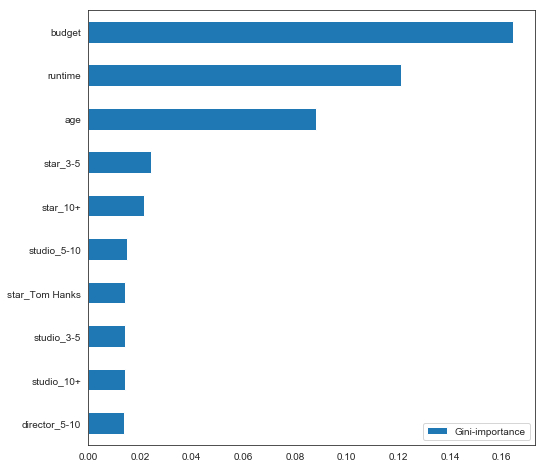 budget
runtime
age
star_3-5
star_10+
studio_5-10
star_Tom Hanks
studio_3-5
studio_10+
director_5-10
Gini-importance
0.00 0.02 0.04 0.06 0.08 0.10 0.12 0.14 0.16